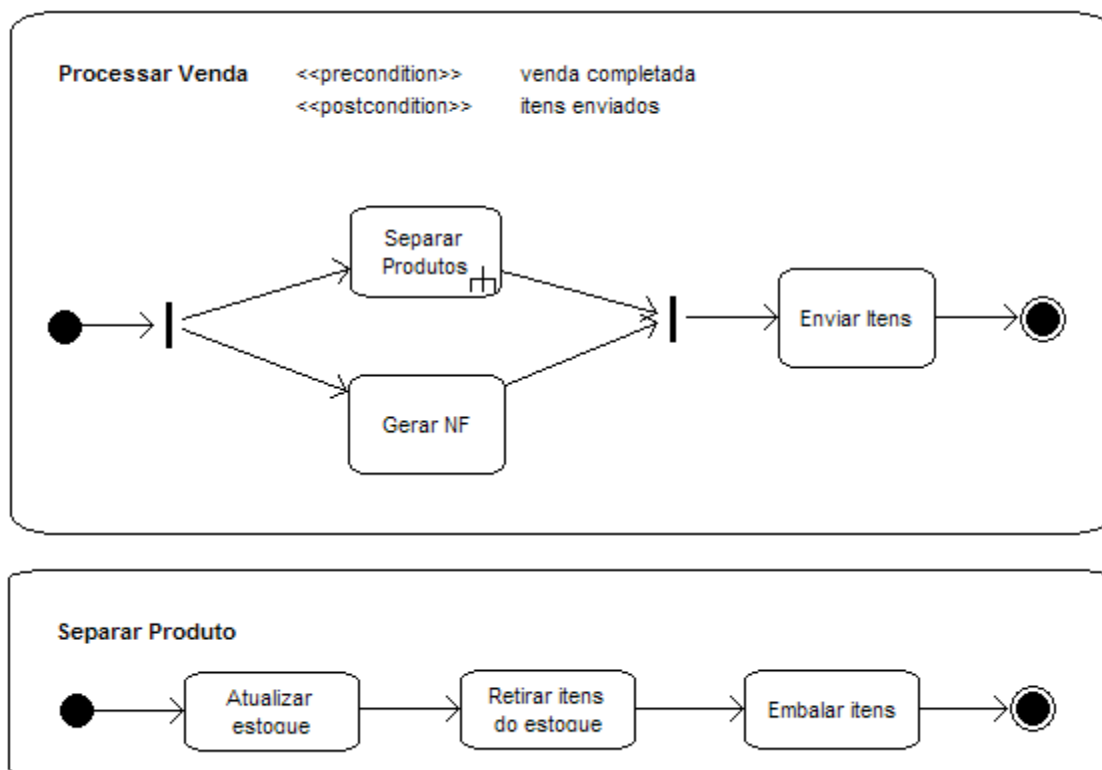 Processar Venda <<precondition>> venda completada
<<postcondition>> itens enviados
Separar
Produtos
Enviar Itens
Gerar NF
Separar Produto
Atualizar
estoque
Retirar itens
do estoque
Embalar itens